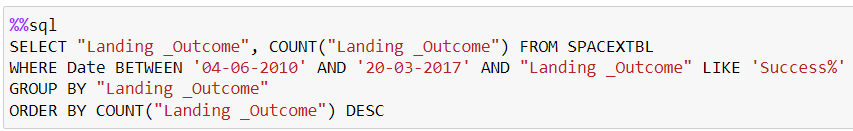 %%sql
SELECT "Landing _Outcome", COUNT("Landing _Outcome") FROM SPACEXTBL
WHERE Date BETWEEN '04-06-2010' AND '20-03-2017' AND "Landing _Outcome" LIKE 'Success%'
GROUP BY "Landing _Outcome"
ORDER BY COUNT("Landing _Outcome") DESC